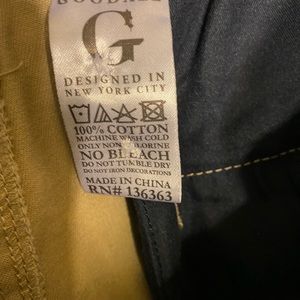 GOODALE
G
DESIGNED IN
NEW YORK CITY
100% COTTON
MACHINE WASH COLD
ONLY NON-CHLORINE
NO BLEACH
DO NOT TUMBLE DRY
DO NOT IRON DECORATIONS
MADE IN CHINA
RN# 136363